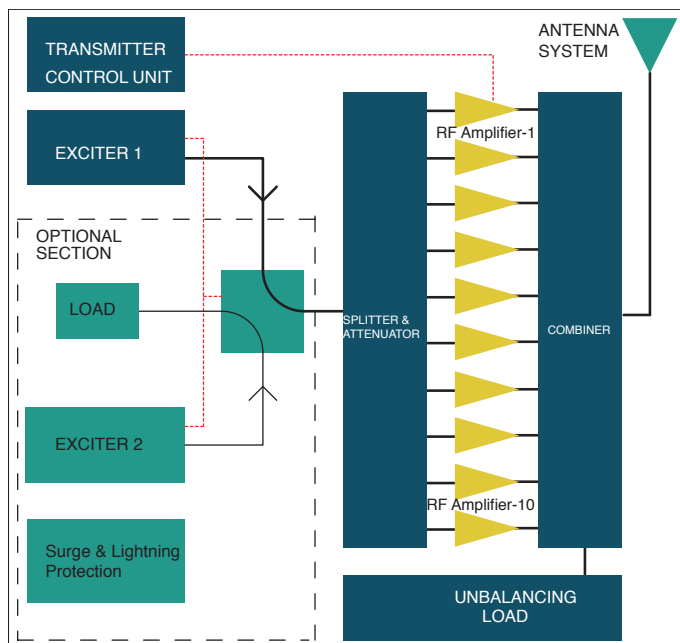 ANTENNA
SYSTEM
TRANSMITTER
CONTROL UNIT
RF Amplifier-1
EXCITER 1
OPTIONAL
SECTION
LOAD
SPLITTER &
ATTENUATOR
COMBINER
EXCITER 2
RF Amplifier-10
Surge & Lightning
Protection
UNBALANCING
LOAD